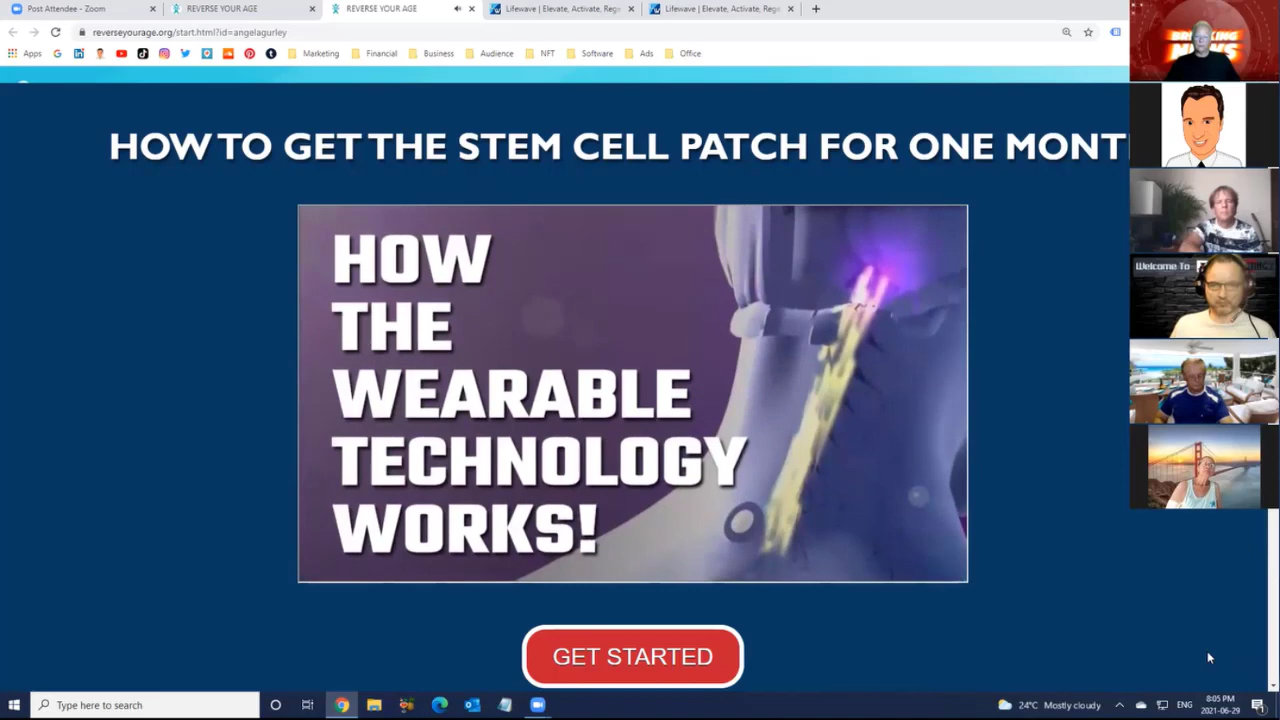 Post Attendee - Zoom
REVERSE YOUR AGE
REVERSE YOUR AGE
Lifewave | Elevate, Activate, Reg
Lifewave | Elevate, Activate, Reg
reverseyourage.org/start.html?id=angelagurley
Apps
Marketing
Financial
Business
Audience
NFT
Software
Ads
Office
HOW TO GET THE STEM CELL PATCH FOR ONE MONT
HOW
THE
WEARABLE
TECHNOLOGY
WORKS!
GET STARTED
NEWS
Welcome To
Type here to search
24°C Mostly cloudy
ENG
8:05 PM
2021-06-29